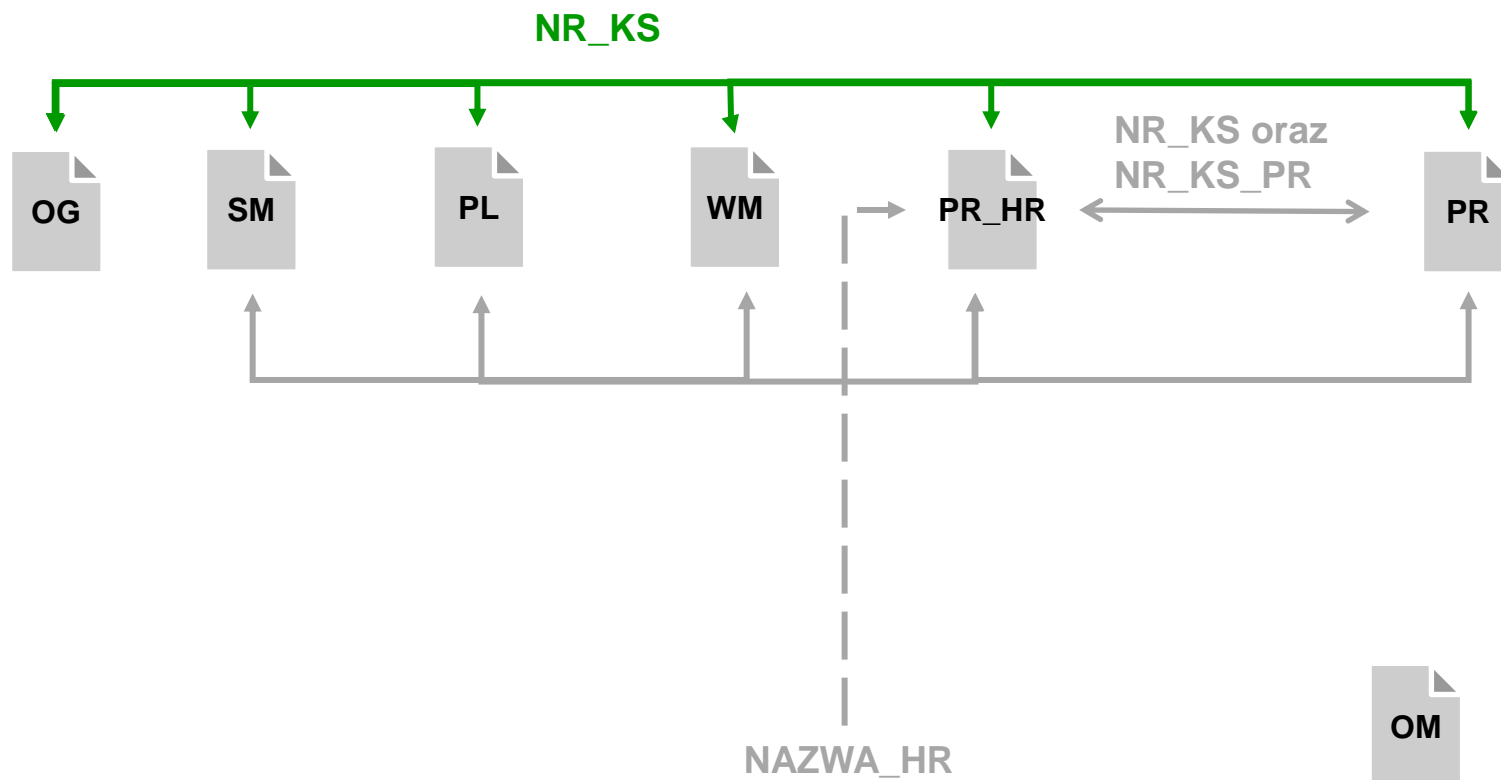 NR_KS
NR_KS oraz
NR_KS_PR
OG
SM
PL
WM
PR_HR
PR
OM
NAZWA_HR